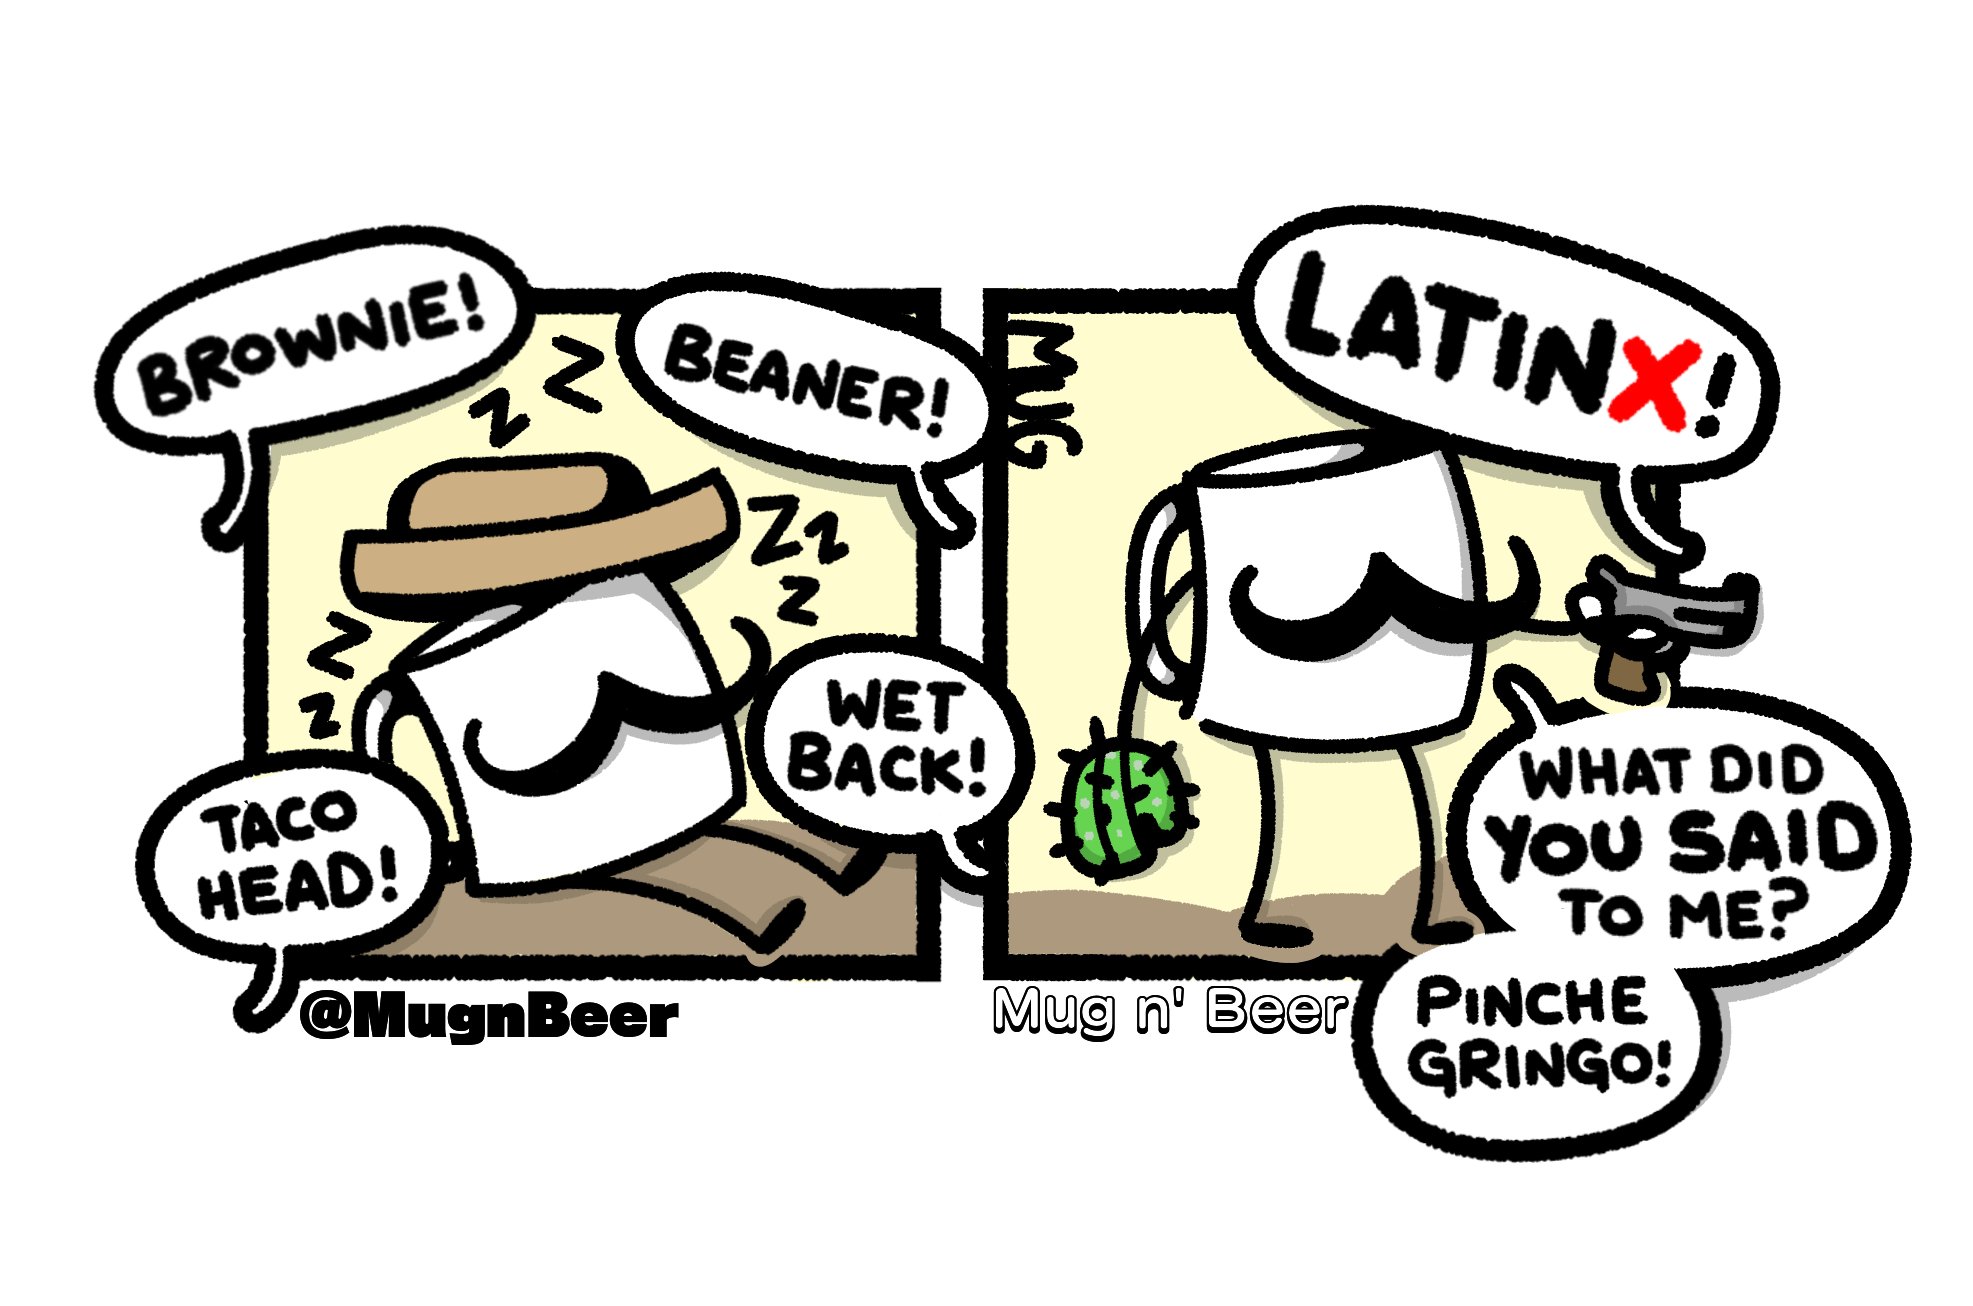 BROWNIE!
BEANER!
Z Z
Z Z
Z
Z
Z
WET
BACK!
TACO
HEAD!
@MugnBeer
MUG
LATINX!
WHAT DID
YOU SAID
TO ME?
PINCHE
GRINGO!
Mug n' Beer